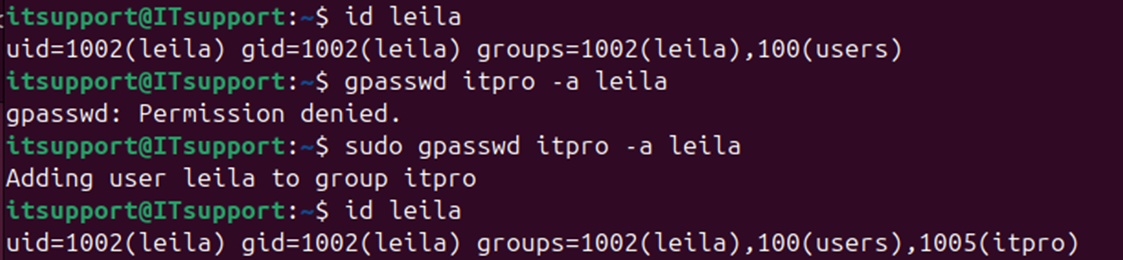 itsupport@ITsupport:~$ id leila
uid=1002(leila) gid=1002(leila) groups=1002(leila),100(users)
itsupport@ITsupport:~$ gpasswd itpro -a leila
gpasswd: Permission denied.
itsupport@ITsupport:~$ sudo gpasswd itpro -a leila
Adding user leila to group itpro
itsupport@ITsupport:~$ id leila
uid=1002(leila) gid=1002(leila) groups=1002(leila),100(users),1005(itpro)